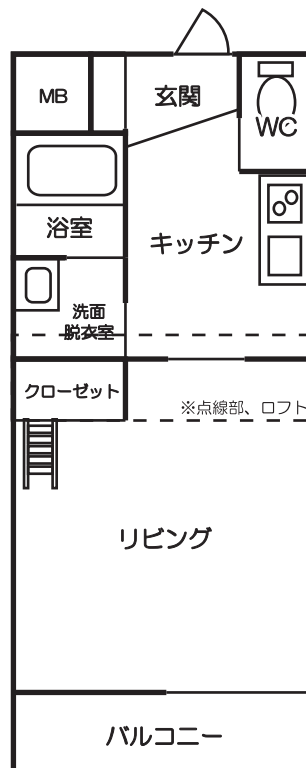 MB
玄関
WC
浴室
キッチン
洗面
脱衣室
クローゼット
※点線部、ロフト
リビング
バルコニー